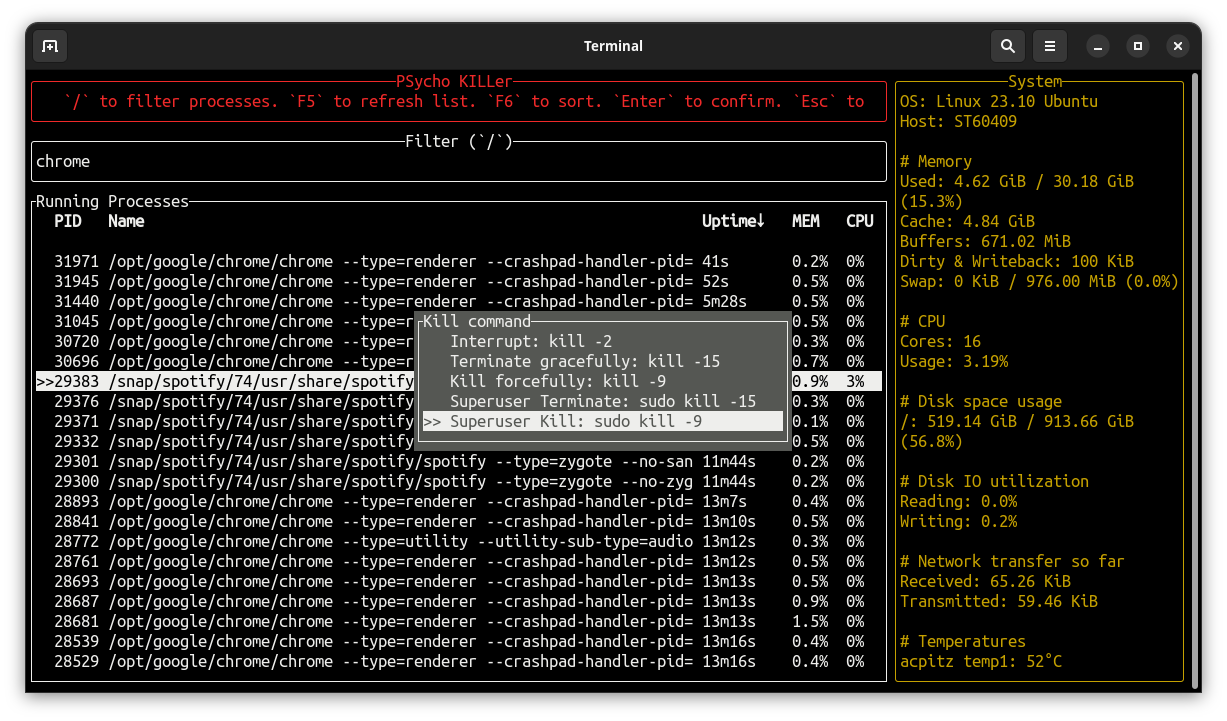 Terminal
PSycho KILLer
`/` to filter processes. `F5` to refresh list. `F6` to sort. `Enter` to confirm. `Esc` to
Filter (`/`)
chrome
Running Processes
PID Name Uptime↓ MEM CPU
31971 /opt/google/chrome/chrome --type=renderer --crashpad-handler-pid= 41s 0.2% 0%
31945 /opt/google/chrome/chrome --type=renderer --crashpad-handler-pid= 52s 0.5% 0%
31440 /opt/google/chrome/chrome --type=renderer --crashpad-handler-pid= 5m28s 0.5% 0%
31045 /opt/google/chrome/chrome --type=r 0.5% 0%
30720 /opt/google/chrome/chrome --type=r 0.3% 0%
30696 /opt/google/chrome/chrome --type=r 0.7% 0%
>>29383 /snap/spotify/74/usr/share/spotify 0.9% 3%
29376 /snap/spotify/74/usr/share/spotify 0.3% 0%
29371 /snap/spotify/74/usr/share/spotify 0.1% 0%
29332 /snap/spotify/74/usr/share/spotify 0.5% 0%
29301 /snap/spotify/74/usr/share/spotify/spotify --type=zygote --no-san 11m44s 0.2% 0%
29300 /snap/spotify/74/usr/share/spotify/spotify --type=zygote --no-zyg 11m44s 0.2% 0%
28893 /opt/google/chrome/chrome --type=renderer --crashpad-handler-pid= 13m7s 0.4% 0%
28841 /opt/google/chrome/chrome --type=renderer --crashpad-handler-pid= 13m10s 0.5% 0%
28772 /opt/google/chrome/chrome --type=utility --utility-sub-type=audio 13m12s 0.3% 0%
28761 /opt/google/chrome/chrome --type=renderer --crashpad-handler-pid= 13m12s 0.5% 0%
28693 /opt/google/chrome/chrome --type=renderer --crashpad-handler-pid= 13m13s 0.5% 0%
28687 /opt/google/chrome/chrome --type=renderer --crashpad-handler-pid= 13m13s 0.9% 0%
28681 /opt/google/chrome/chrome --type=renderer --crashpad-handler-pid= 13m13s 1.5% 0%
28539 /opt/google/chrome/chrome --type=renderer --crashpad-handler-pid= 13m16s 0.4% 0%
28529 /opt/google/chrome/chrome --type=renderer --crashpad-handler-pid= 13m16s 0.4% 0%
Kill command
Interrupt: kill -2
Terminate gracefully: kill -15
Kill forcefully: kill -9
Superuser Terminate: sudo kill -15
>> Superuser Kill: sudo kill -9
System
OS: Linux 23.10 Ubuntu
Host: ST60409
# Memory
Used: 4.62 GiB / 30.18 GiB
(15.3%)
Cache: 4.84 GiB
Buffers: 671.02 MiB
Dirty & Writeback: 100 KiB
Swap: 0 KiB / 976.00 MiB (0.0%)
# CPU
Cores: 16
Usage: 3.19%
# Disk space usage
/: 519.14 GiB / 913.66 GiB
(56.8%)
# Disk IO utilization
Reading: 0.0%
Writing: 0.2%
# Network transfer so far
Received: 65.26 KiB
Transmitted: 59.46 KiB
# Temperatures
acpitz temp1: 52°C